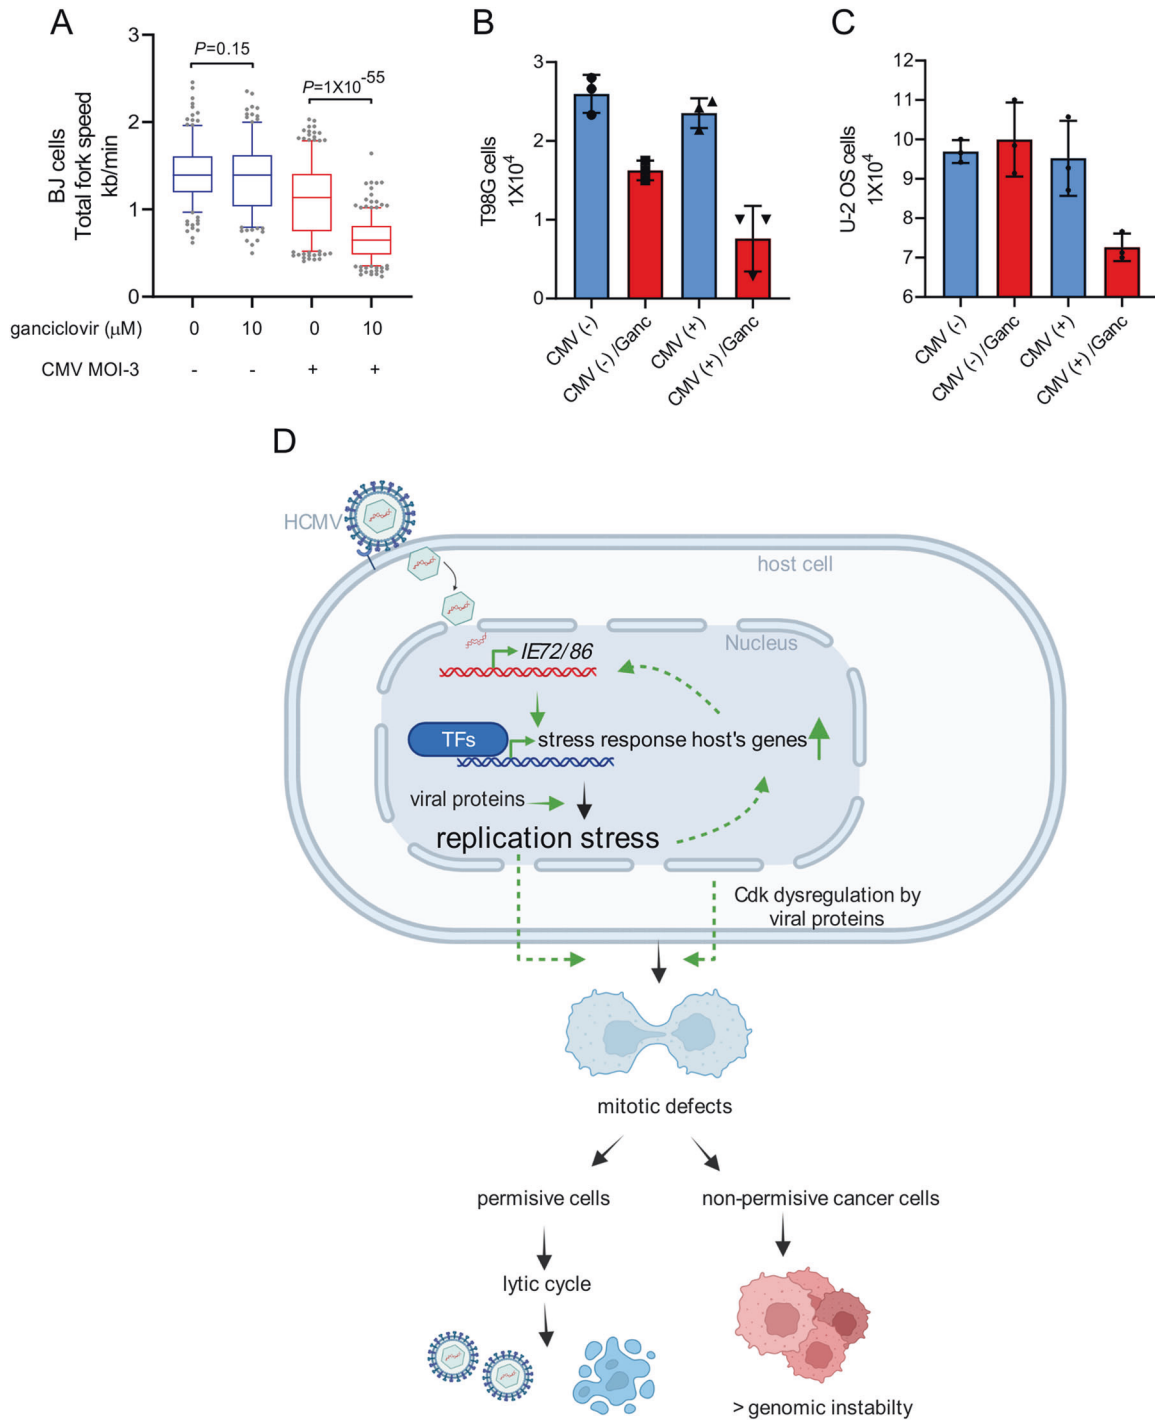 A
BJ cells
Total fork speed
kb/min
3
2
1
0
P=0.15
P=1X10-55
ganciclovir (µM)
0
10
0
10
CMV MOI-3
-
-
+
+
B
T98G cells
1X10^4
3
2
1
0
CMV (-)
CMV (-) /Ganc
CMV (+)
CMV (+) /Ganc
C
U-2 OS cells
1X10^4
12
11
10
9
8
7
6
CMV (-)
CMV (-) /Ganc
CMV (+)
CMV (+) /Ganc
D
HCMV
host cell
Nucleus
IE72/86
TFs
stress response host's genes
viral proteins
replication stress
Cdk dysregulation by
viral proteins
mitotic defects
permisive cells
non-permisive cancer cells
lytic cycle
> genomic instabilty